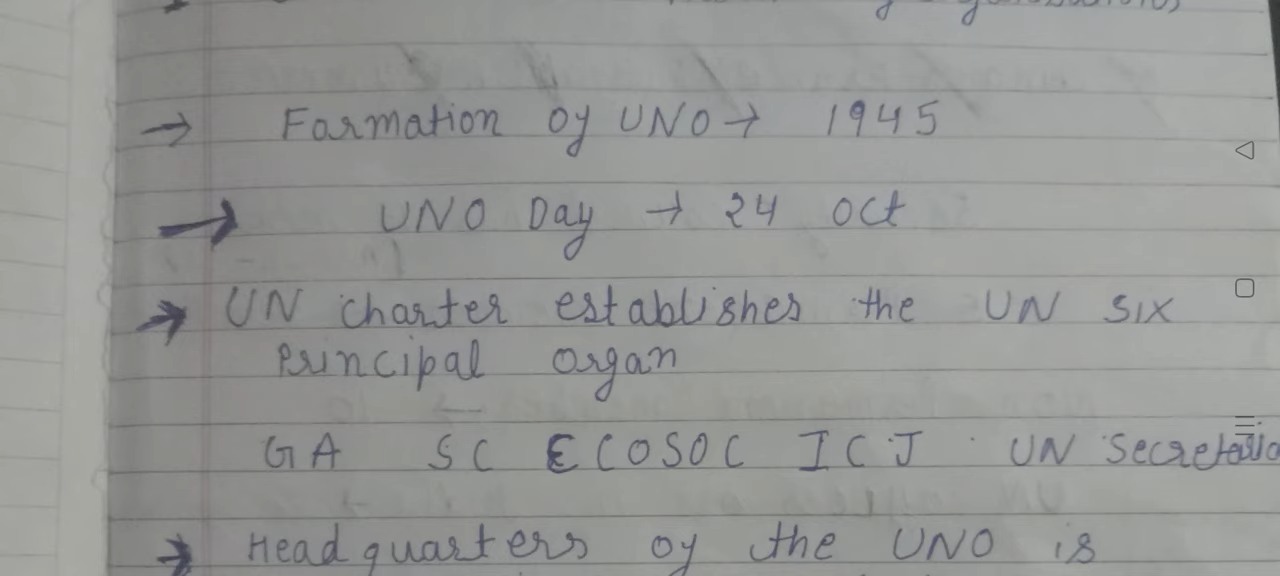 → Formation of UNO → 1945
→ UNO Day → 24 Oct
→ UN charter establishes the UN six
principal organ
GA SC ECOSOC ICJ UN Secretaria
→ Headquarters of the UNO is